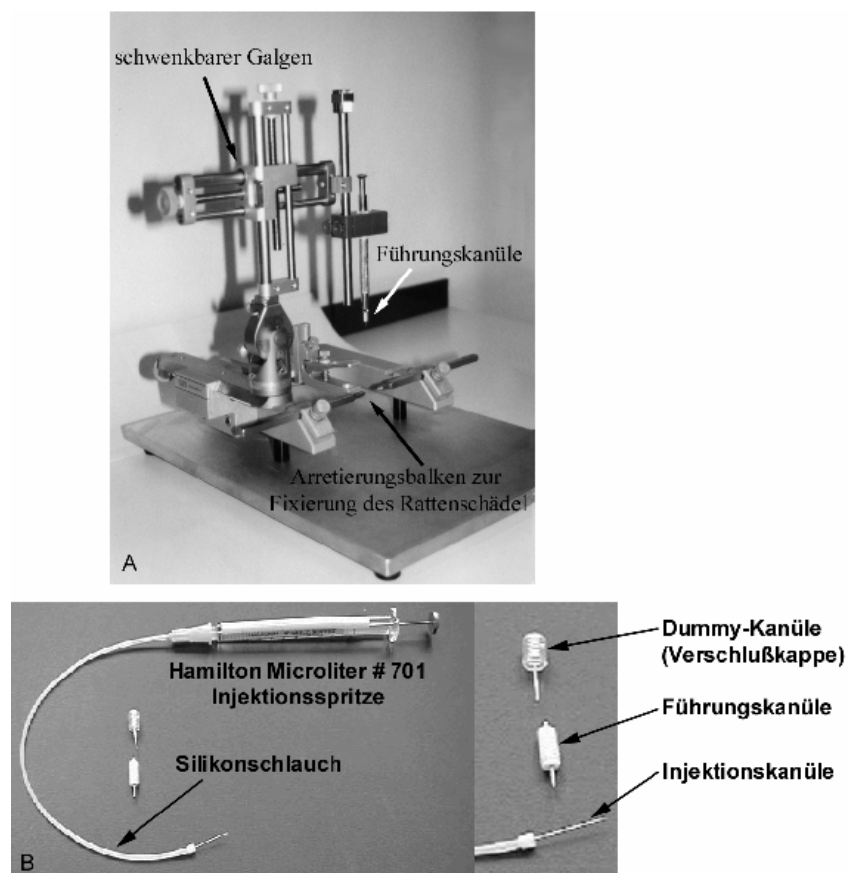 schwenkbarer Galgen
Führungskanüle
Arretierungsbalken zur
Fixierung des Rattenschädel
A
Hamilton Microliter # 701
Injektionsspritze
Silikonschlauch
B
Dummy-Kanüle
(Verschlußkappe)
Führungskanüle
Injektionskanüle